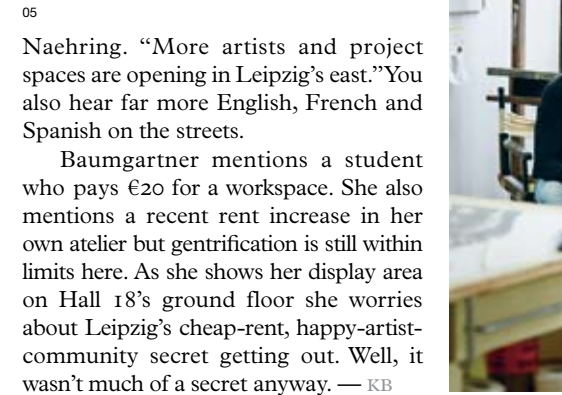 05
Naehring. “More artists and project
spaces are opening in Leipzig’s east.”You
also hear far more English, French and
Spanish on the streets.
Baumgartner mentions a student
who pays €20 for a workspace. She also
mentions a recent rent increase in her
own atelier but gentrification is still within
limits here. As she shows her display area
on Hall 18’s ground floor she worries
about Leipzig’s cheap-rent, happy-artist-
community secret getting out. Well, it
wasn’t much of a secret anyway. — KB